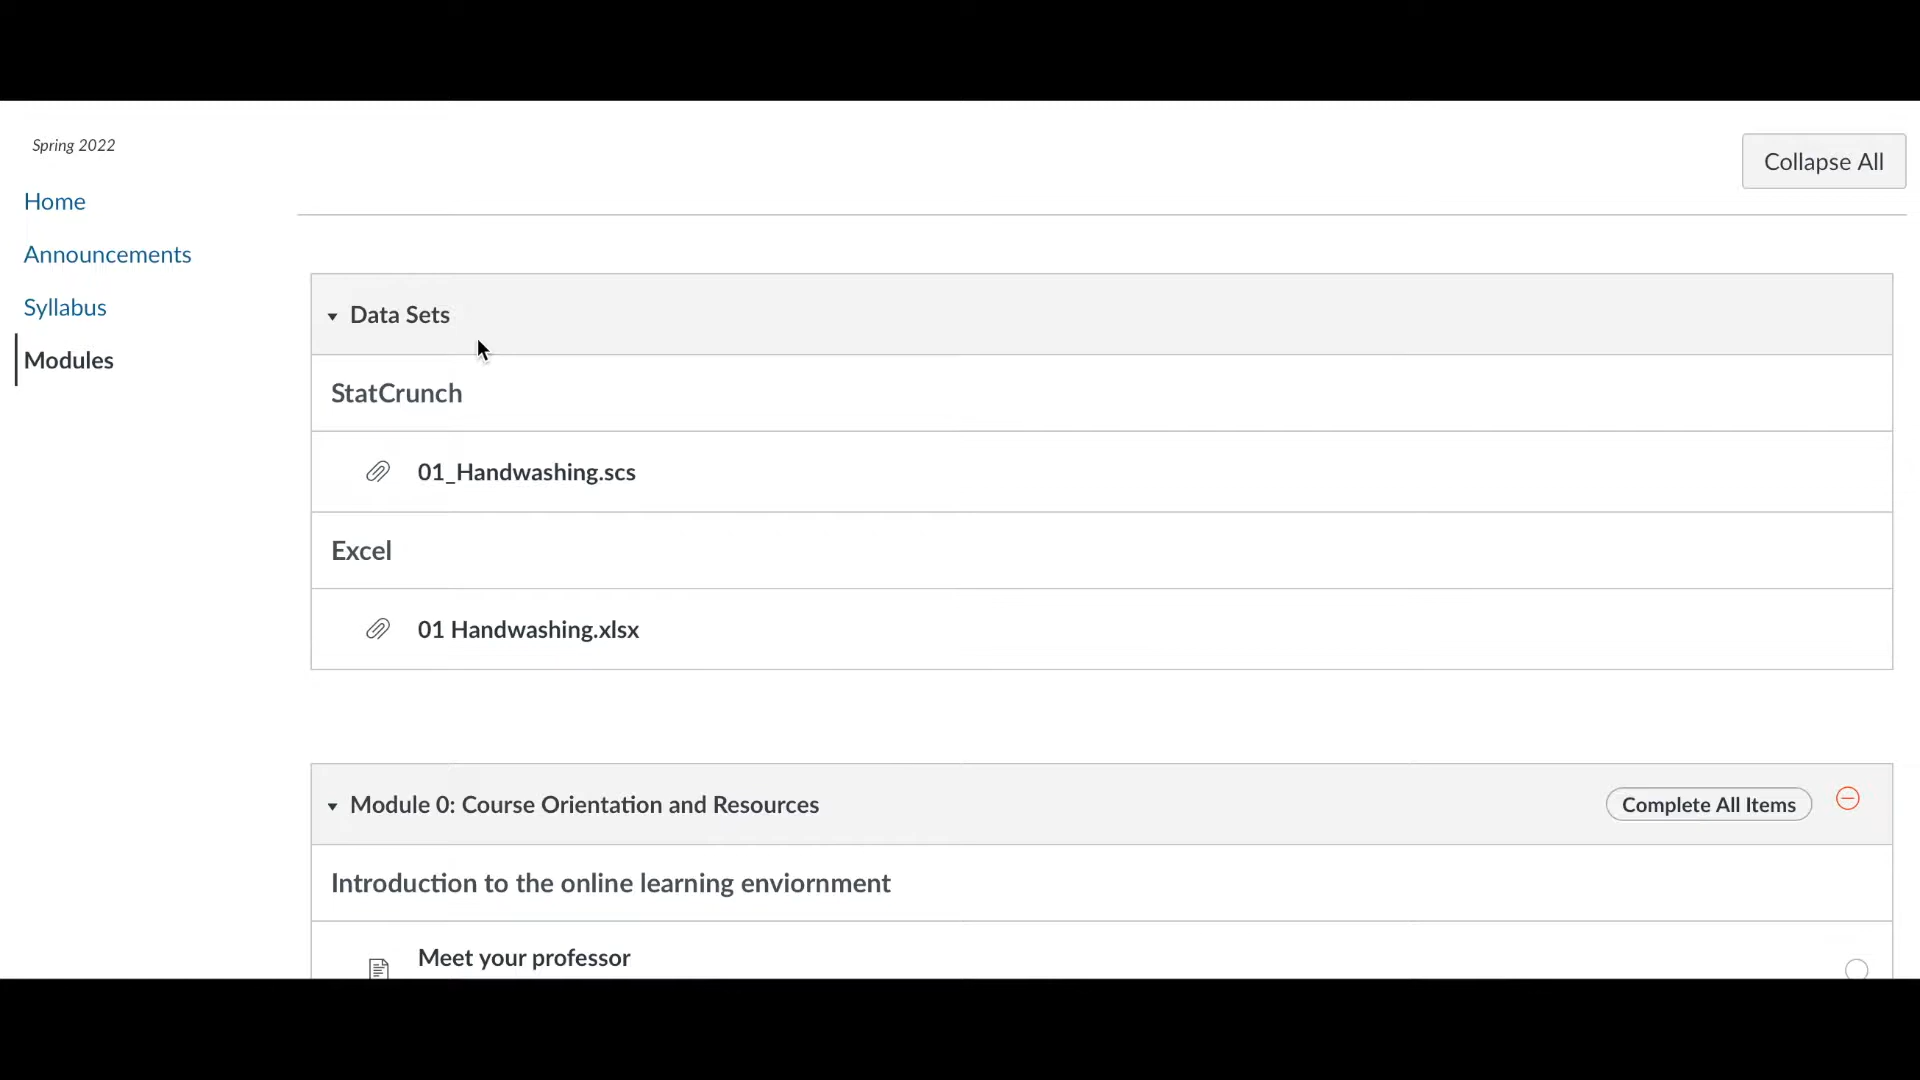 Spring 2022
Home
Announcements
Syllabus
Modules
Collapse All
Data Sets
StatCrunch
01_Handwashing.scs
Excel
01 Handwashing.xlsx
Module 0: Course Orientation and Resources
Complete All Items
Introduction to the online learning enviornment
Meet your professor